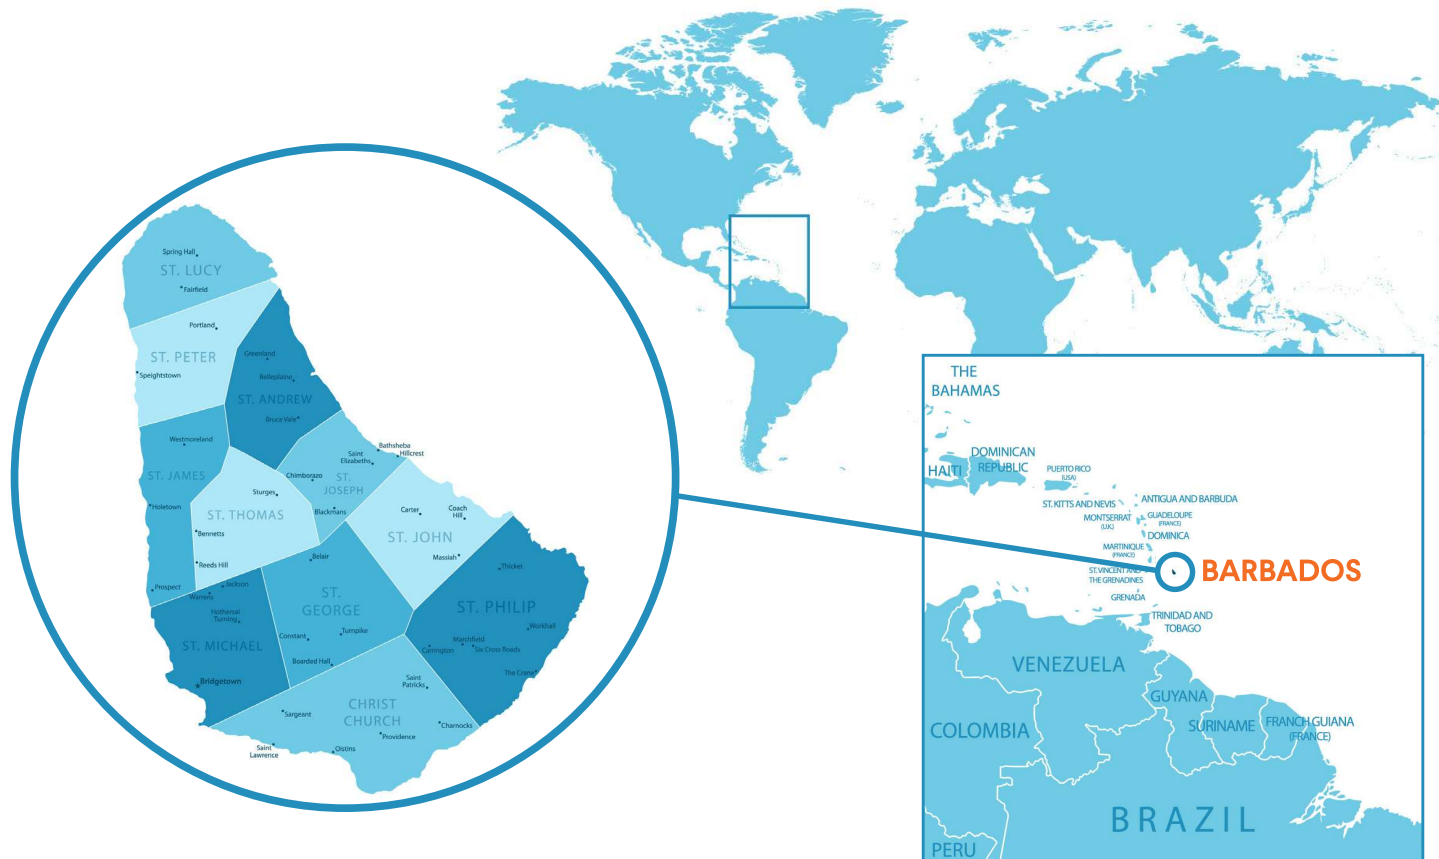 Spring Hall
ST. LUCY
Fairfield
Portland
ST. PETER
Speightstown
Greenland
Belleplaine
ST. ANDREW
Bruce Vale
Westmoreland
ST. JAMES
Holetown
Prospect
Bathsheba
Hillcrest
Saint
Elizabeths
Chimborazo
ST.
JOSEPH
Blackmans
Sturges
ST. THOMAS
Bennetts
Reeds Hill
Carter
Coach
Hill
ST. JOHN
Massiah
Belair
ST.
GEORGE
Constant
Turnpike
Boarded Hall
Jackson
Warrens
Hothersal
Turning
ST. MICHAEL
Bridgetown
Thicket
ST. PHILIP
Workhall
Marchfield
Carrington
Six Cross Roads
The Crane
Saint
Patricks
CHRIST
CHURCH
Sargeant
Charnocks
Providence
Saint
Lawrence
Oistins
THE
BAHAMAS
HAITI
DOMINICAN
REPUBLIC
PUERTO RICO
(USA)
ST. KITTS AND NEVIS
ANTIGUA AND BARBUDA
MONTSERRAT
(U.K.)
GUADELOUPE
(FRANCE)
DOMINICA
MARTINIQUE
(FRANCE)
ST. VINCENT AND
THE GRENADINES
BARBADOS
GRENADA
TRINIDAD AND
TOBAGO
VENEZUELA
GUYANA
COLOMBIA
SURINAME
FRANCH GUIANA
(FRANCE)
BRAZIL
PERU